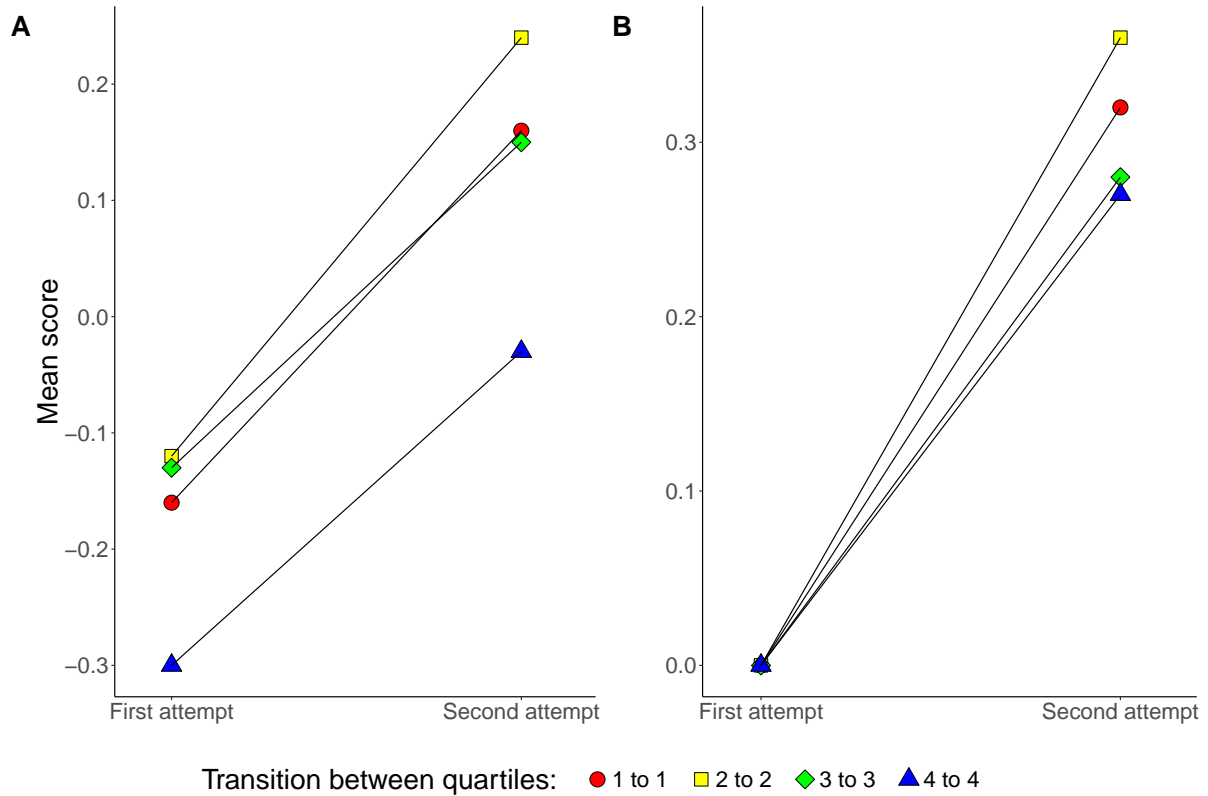 A
B
0.2
0.1
0.0
−0.1
−0.2
−0.3
Mean score
First attempt
Second attempt
0.3
0.2
0.1
0.0
First attempt
Second attempt
Transition between quartiles: 1 to 1 2 to 2 3 to 3 4 to 4